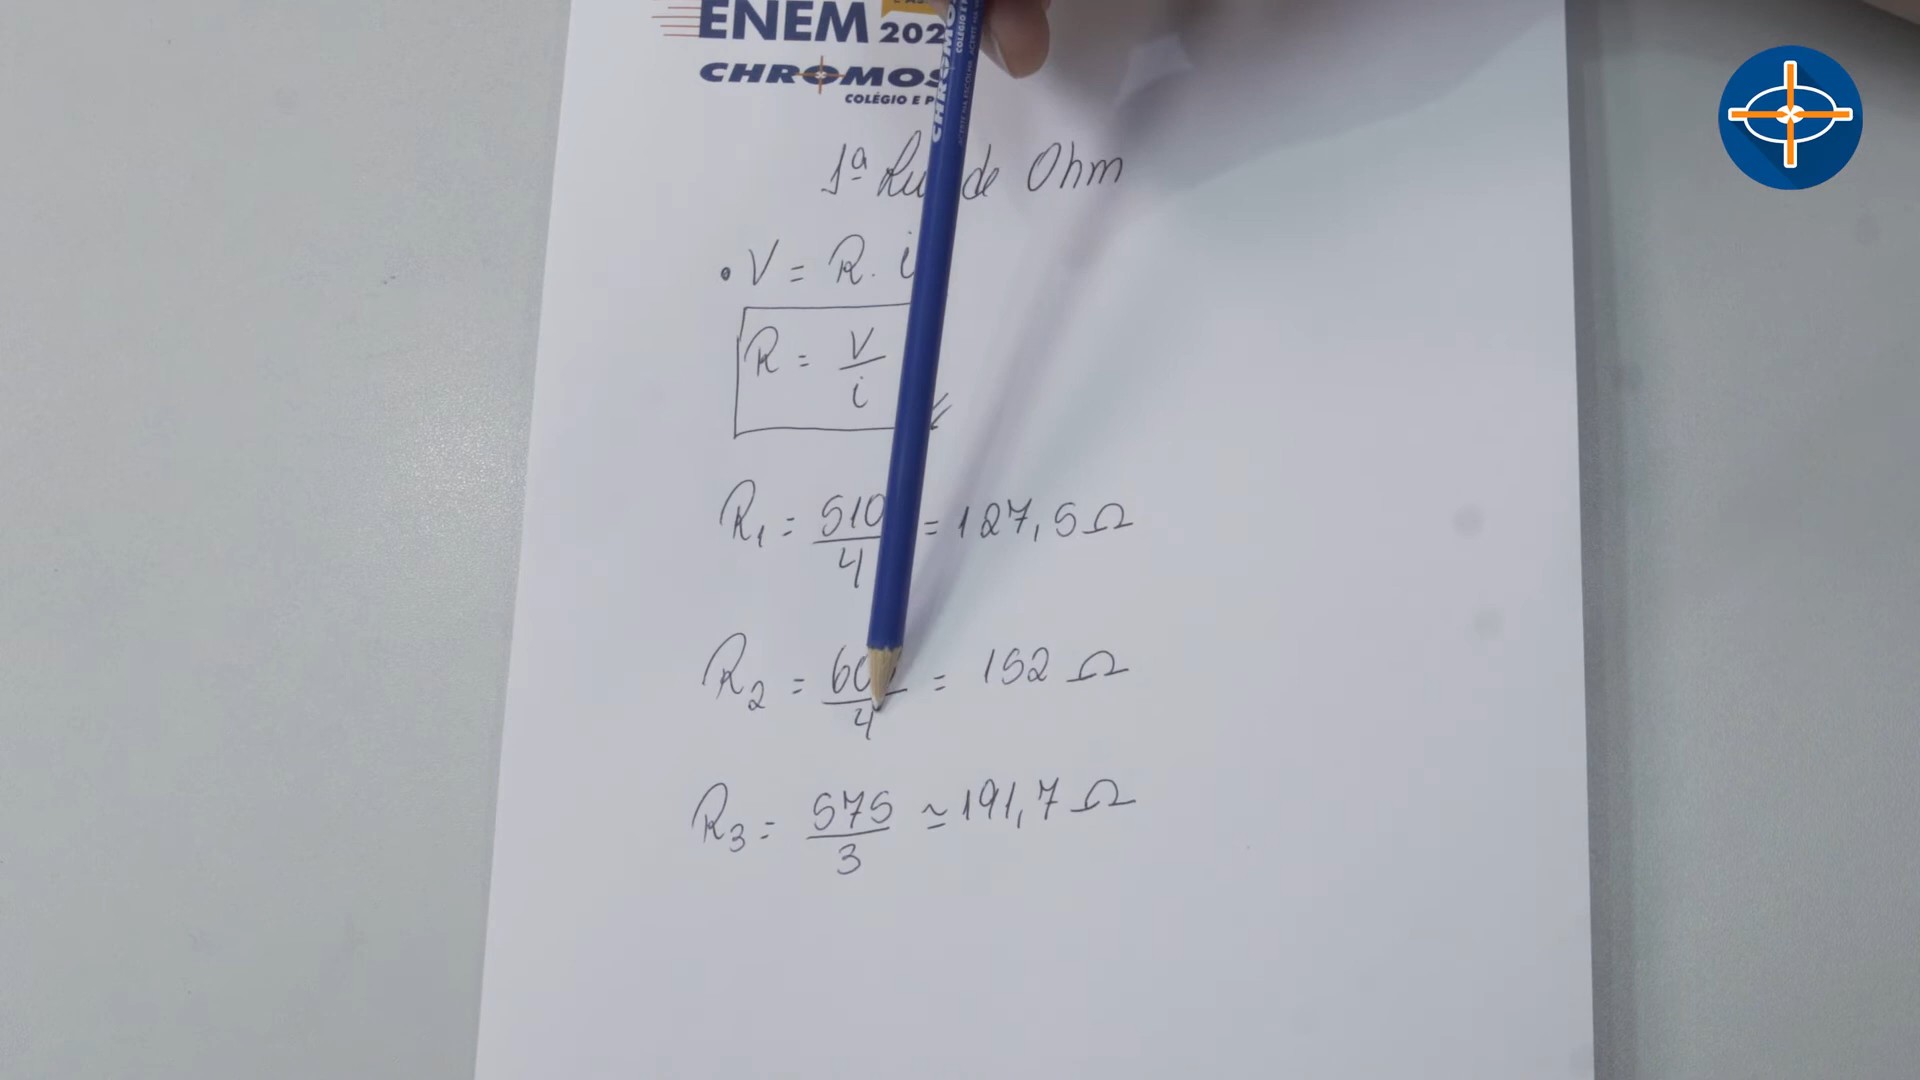 ENEM 202
CHROMOS
COLÉGIO E P
1ª de Ohm
• V = R. i
R = V/i
R1 = 510/4 = 127,5 Ω
R2 = /4 = 152 Ω
R3 = 575/3 ≃ 191,7 Ω
CHROMOS